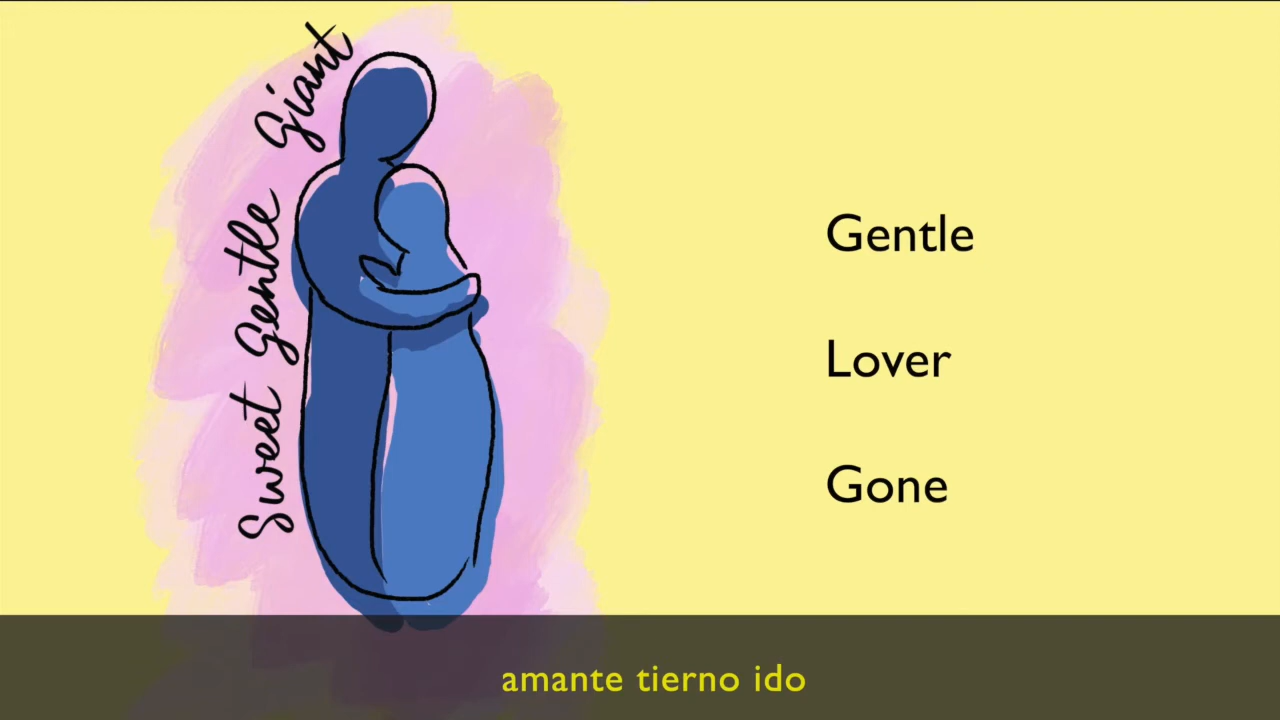 Sweet Gentle Giant
Gentle
Lover
Gone
amante tierno ido